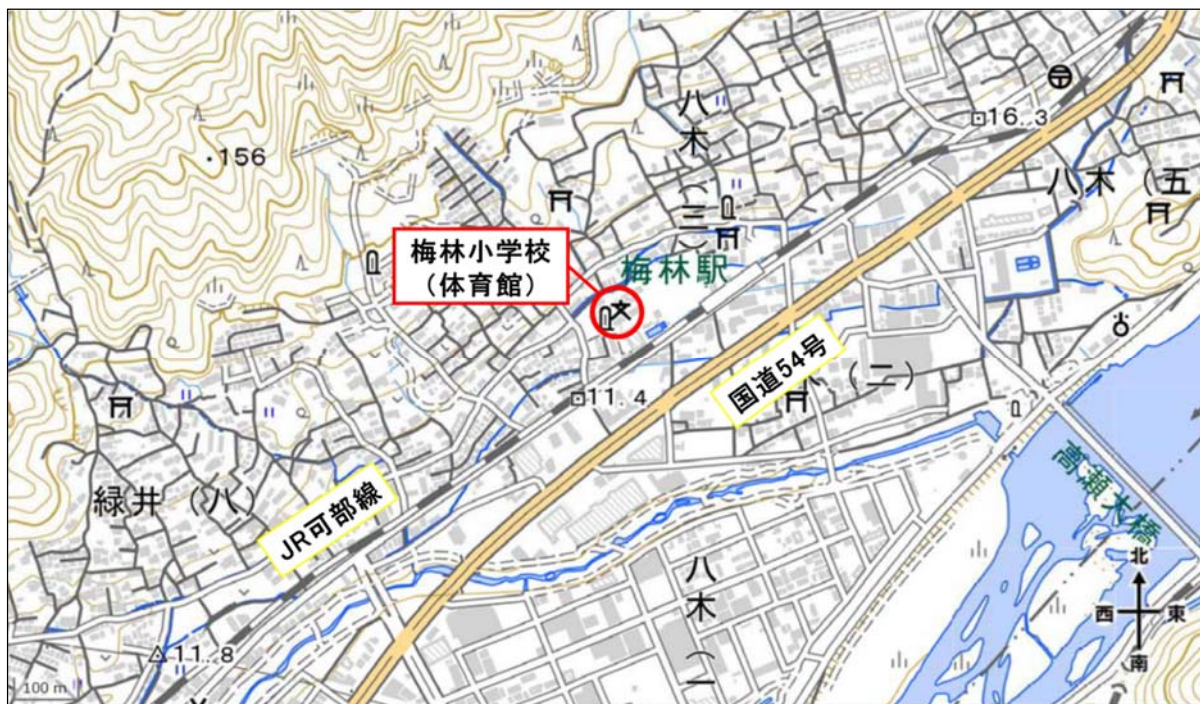 八木(三)
16.3
八木(五
156
梅林小学校
(体育館)
梅林駅
11.4
国道54号
(二)
緑井(八)
JR可部線
高瀬大橋
八木(一
北
西
東
南
11.8
100 m